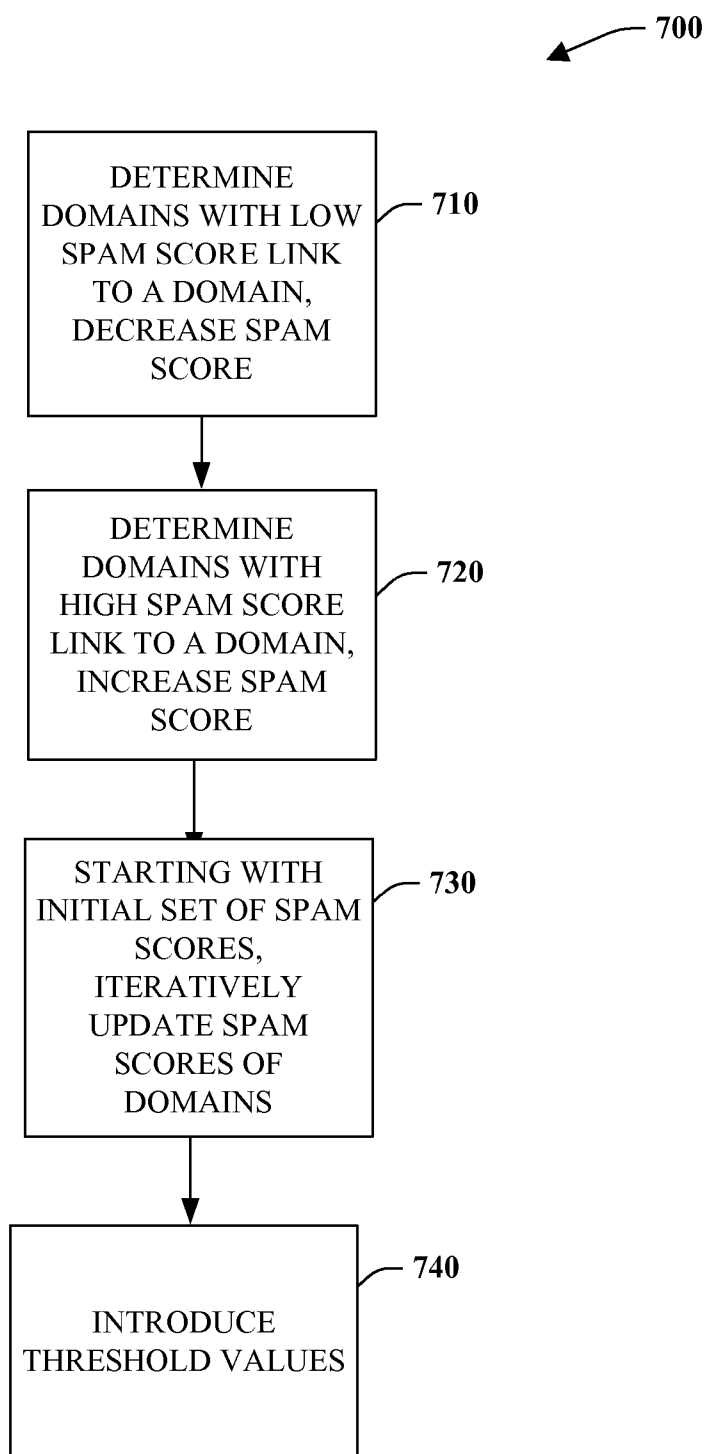 700
DETERMINE
DOMAINS WITH LOW
SPAM SCORE LINK
TO A DOMAIN,
DECREASE SPAM
SCORE
710
DETERMINE
DOMAINS WITH
HIGH SPAM SCORE
LINK TO A DOMAIN,
INCREASE SPAM
SCORE
720
STARTING WITH
INITIAL SET OF SPAM
SCORES,
ITERATIVELY
UPDATE SPAM
SCORES OF
DOMAINS
730
INTRODUCE
THRESHOLD VALUES
740